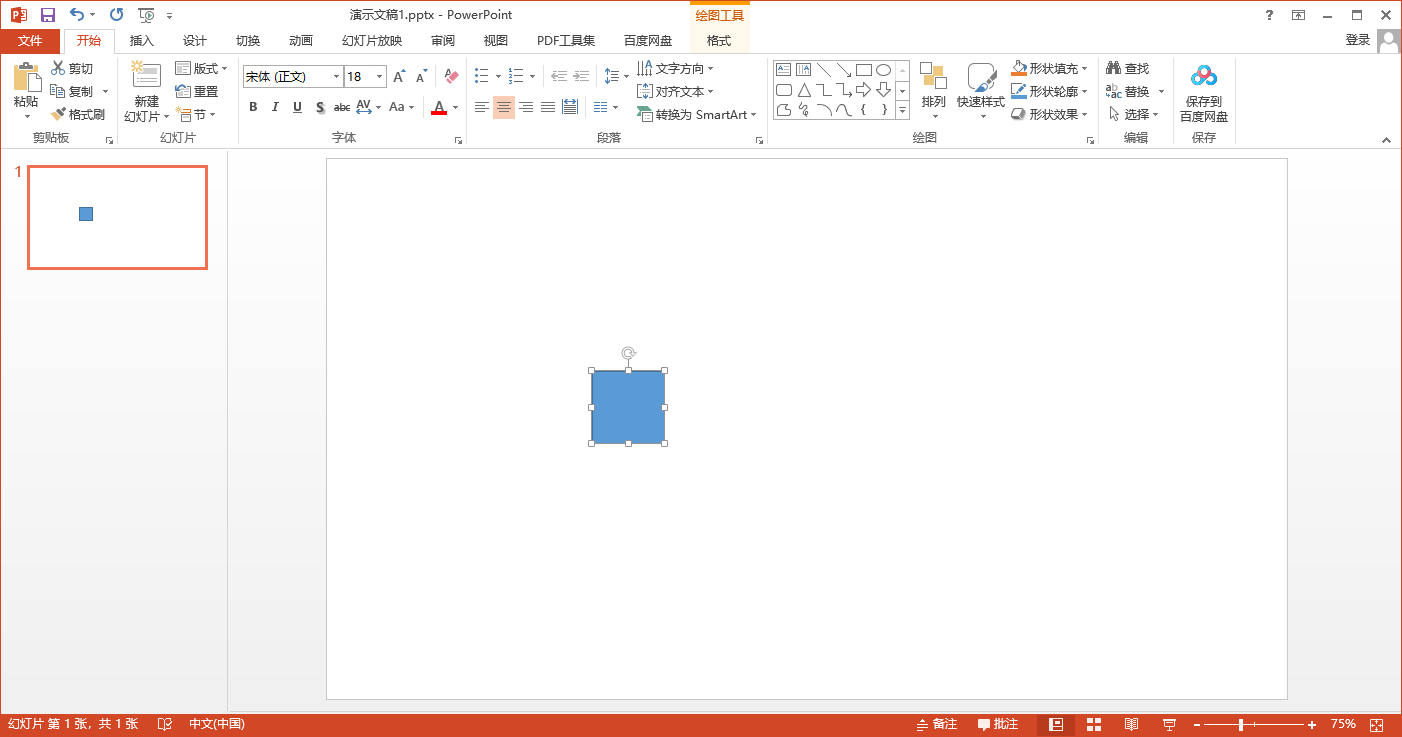 演示文稿1.pptx - PowerPoint
绘图工具
?
文件 开始 插入 设计 切换 动画 幻灯片放映 审阅 视图 PDF工具集 百度网盘 格式 登录
粘贴
剪切
复制
格式刷
剪贴板
新建
幻灯片
版式
重置
节
幻灯片
宋体 (正文) 18 A A
B I U S abc AV Aa A
字体
文字方向
对齐文本
转换为 SmartArt
段落
排列
快速样式
形状填充
形状轮廓
形状效果
绘图
查找
替换
选择
编辑
保存到
百度网盘
保存
1
幻灯片 第 1 张，共 1 张 中文(中国) 备注 批注 75%